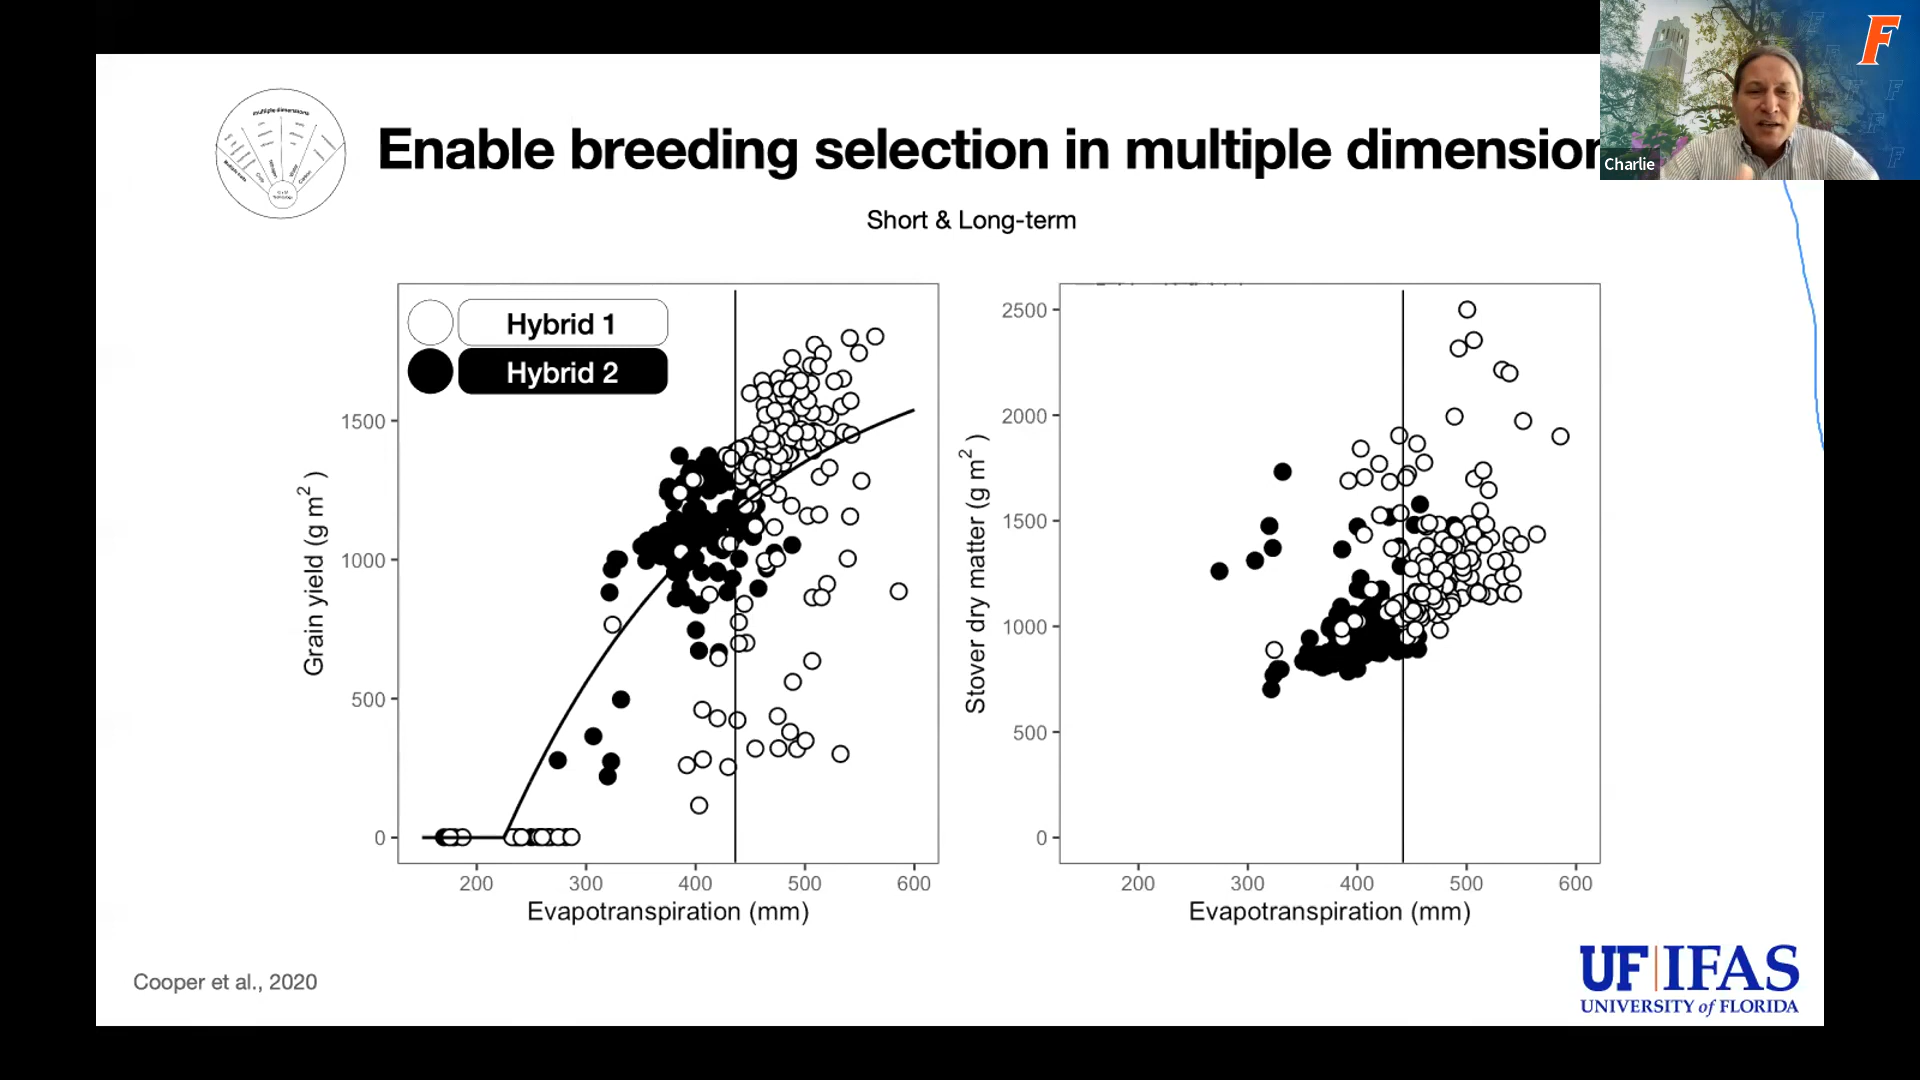 multiple dimensions
Enable breeding selection in multiple dimension
Short & Long-term
Charlie
F
Hybrid 1
Hybrid 2
Grain yield (g m2 )
1500
1000
500
0
200 300 400 500 600
Evapotranspiration (mm)
Stover dry matter (g m2 )
2500
2000
1500
1000
500
0
200 300 400 500 600
Evapotranspiration (mm)
Cooper et al., 2020
UF|IFAS
UNIVERSITY of FLORIDA